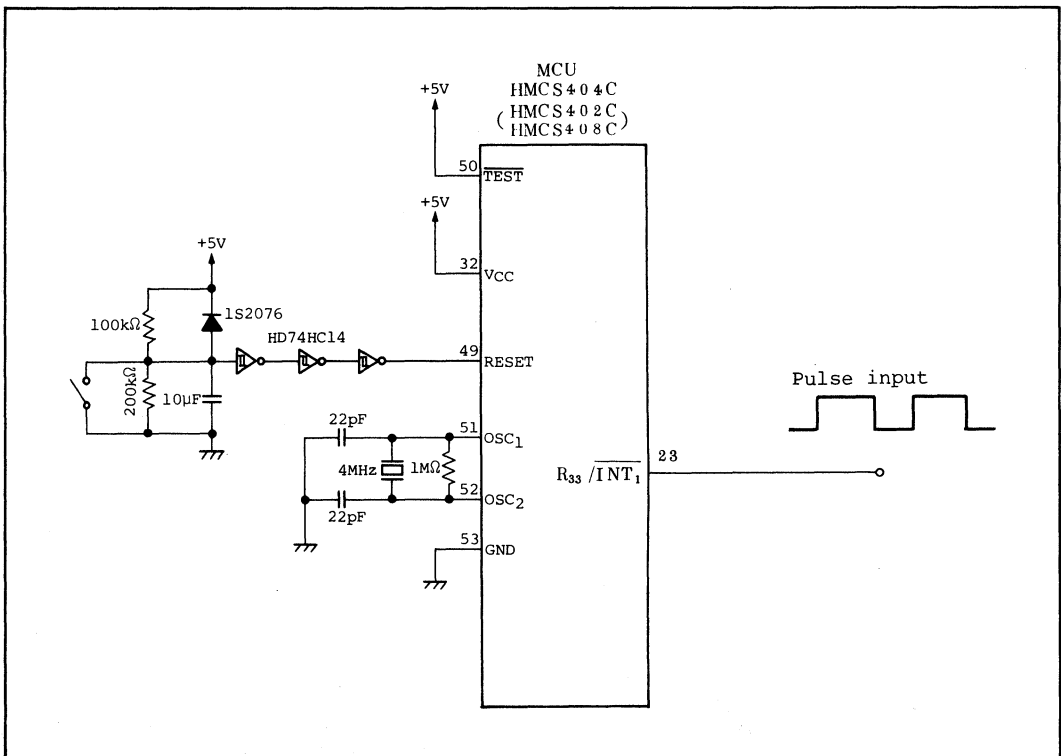 MCU
HMCS404C
(HMCS402C
HMCS408C)
+5V
50
TEST
+5V
32
VCC
+5V
100kΩ
1S2076
HD74HC14
49
RESET
200kΩ
10μF
22pF
51
OSC1
4MHz
1MΩ
52
OSC2
22pF
53
GND
R33/INT1
23
Pulse input